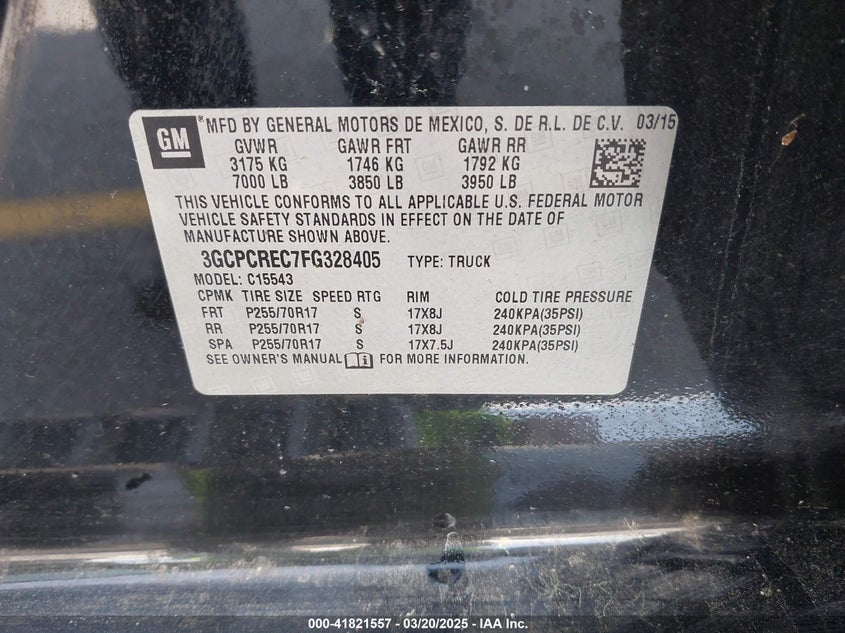 GM ® MFD BY GENERAL MOTORS DE MEXICO, S. DE R.L. DE C.V. 03/15
GVWR GAWR FRT GAWR RR
3175 KG 1746 KG 1792 KG
7000 LB 3850 LB 3950 LB
THIS VEHICLE CONFORMS TO ALL APPLICABLE U.S. FEDERAL MOTOR
VEHICLE SAFETY STANDARDS IN EFFECT ON THE DATE OF
MANUFACTURE SHOWN ABOVE.
3GCPCREC7FG328405 TYPE: TRUCK
MODEL: C15543
CPMK TIRE SIZE SPEED RTG RIM COLD TIRE PRESSURE
FRT P255/70R17 S 17X8J 240KPA(35PSI)
RR P255/70R17 S 17X8J 240KPA(35PSI)
SPA P255/70R17 S 17X7.5J 240KPA(35PSI)
SEE OWNER'S MANUAL i FOR MORE INFORMATION.
000-41821557 — 03/20/2025 — IAA Inc.